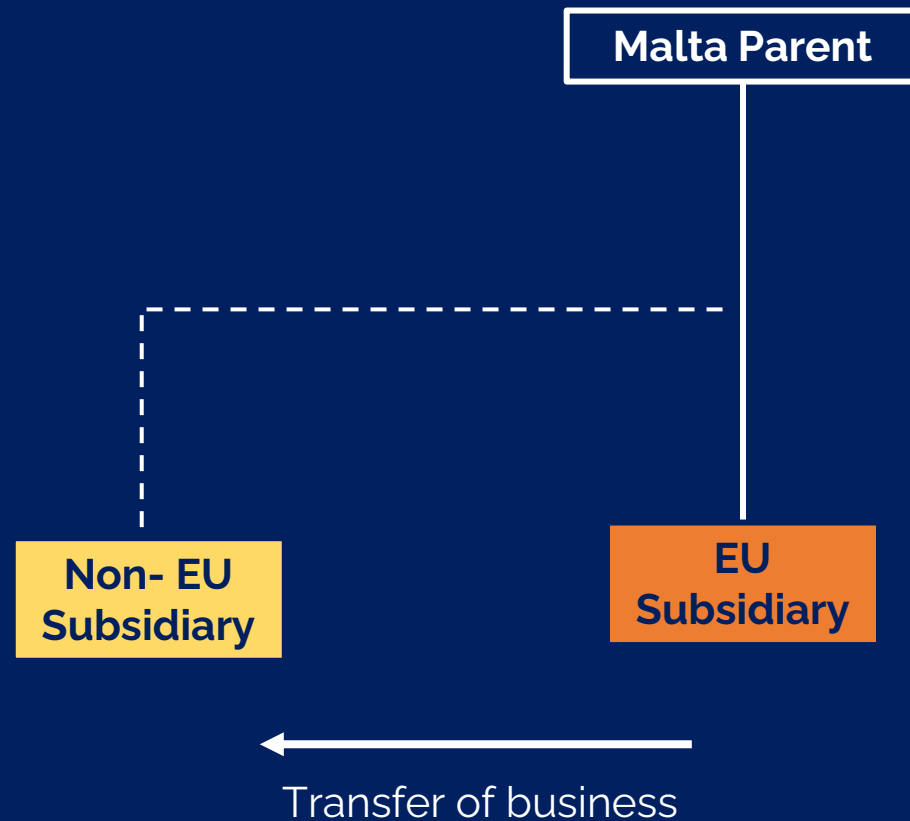 Malta Parent
Non- EU
Subsidiary
EU
Subsidiary
Transfer of business